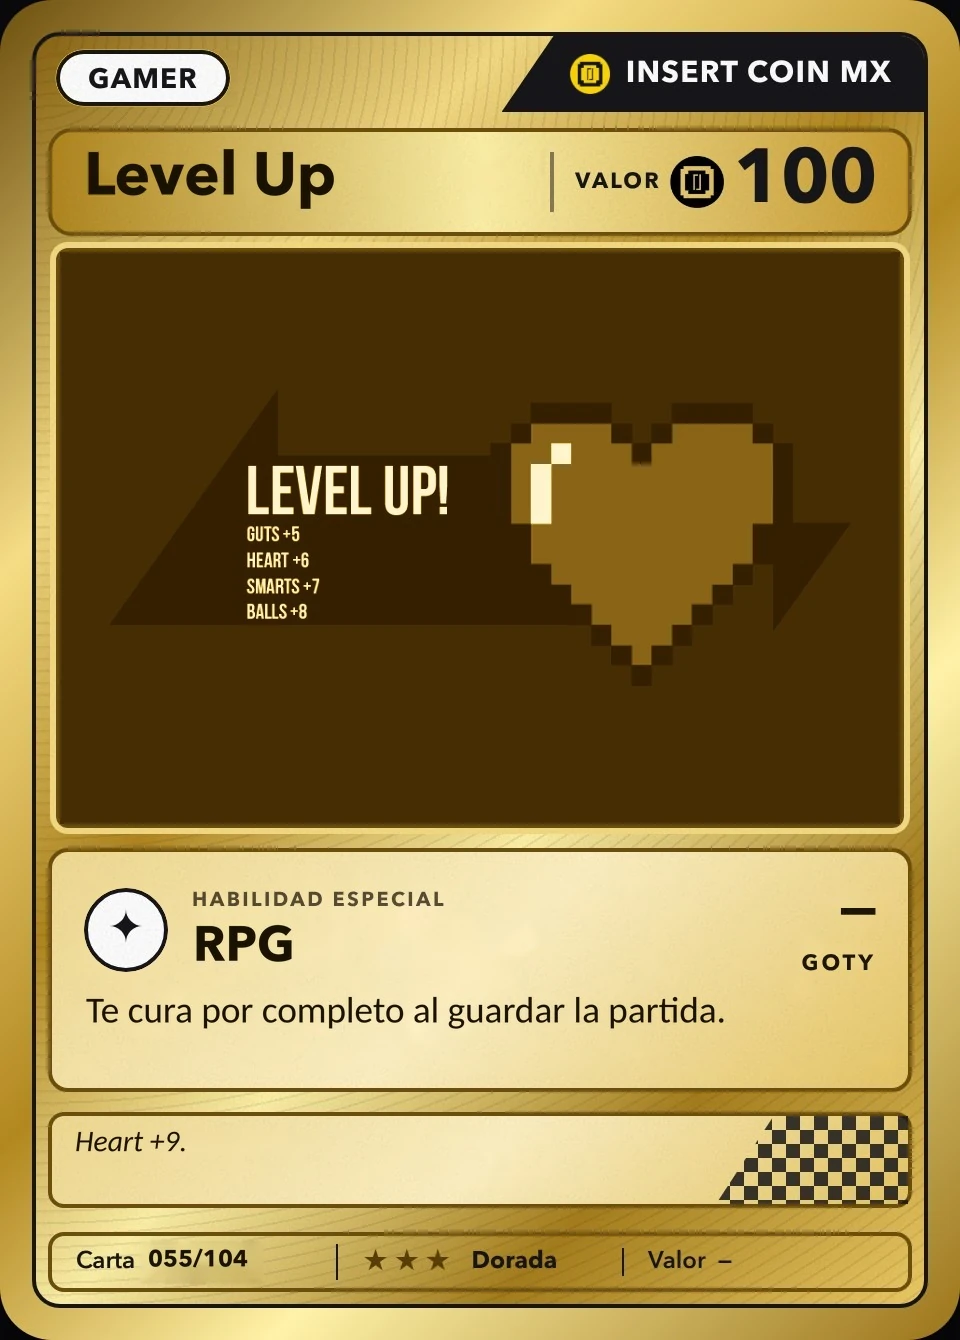 GAMER
INSERT COIN MX
Level Up
VALOR 100
LEVEL UP!
GUTS +5
HEART +6
SMARTS +7
BALLS +8
HABILIDAD ESPECIAL
RPG
–
GOTY
Te cura por completo al guardar la partida.
Heart +9.
Carta 055/104
★★★ Dorada
Valor –